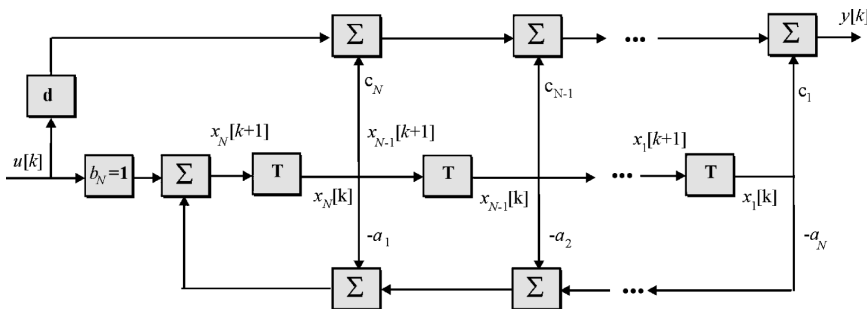 Σ Σ ••• Σ y[k]
d c_N c_{N-1} c_1
u[k] b_N=1 Σ x_N[k+1] T x_{N-1}[k+1] T ••• x_1[k+1] T
x_N[k] x_{N-1}[k] x_1[k]
-a_1 -a_2 -a_N
Σ Σ •••